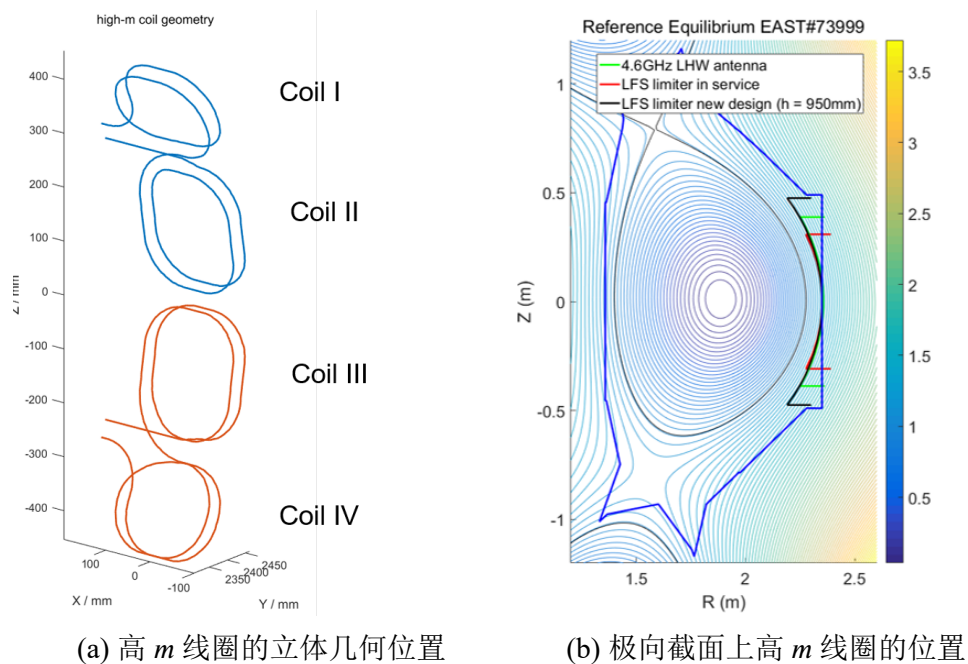 high-m coil geometry
400
300
200
100
0
-100
-200
-300
-400
Z / mm
100
0
-100
X / mm
2350
2400
2450
Y / mm
Coil I
Coil II
Coil III
Coil IV
(a) 高 m 线圈的立体几何位置
Reference Equilibrium EAST#73999
4.6GHz LHW antenna
LFS limiter in service
LFS limiter new design (h = 950mm)
1
0.5
0
-0.5
-1
Z (m)
1.5
2
2.5
R (m)
3.5
3
2.5
2
1.5
1
0.5
(b) 极向截面上高 m 线圈的位置